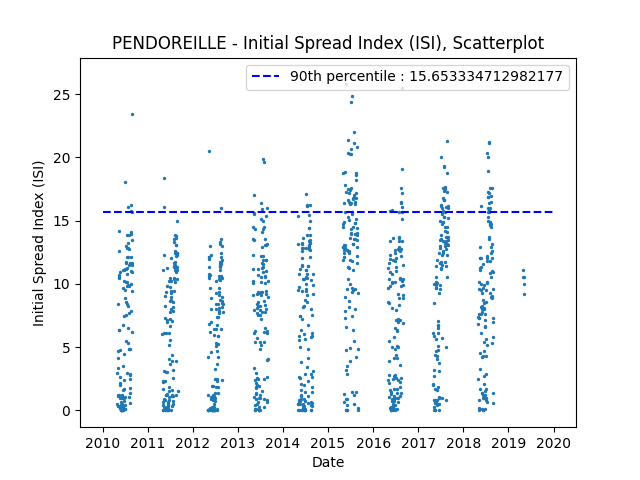 PENDOREILLE - Initial Spread Index (ISI), Scatterplot
90th percentile : 15.653334712982177
25
20
15
10
5
0
Initial Spread Index (ISI)
2010 2011 2012 2013 2014 2015 2016 2017 2018 2019 2020
Date